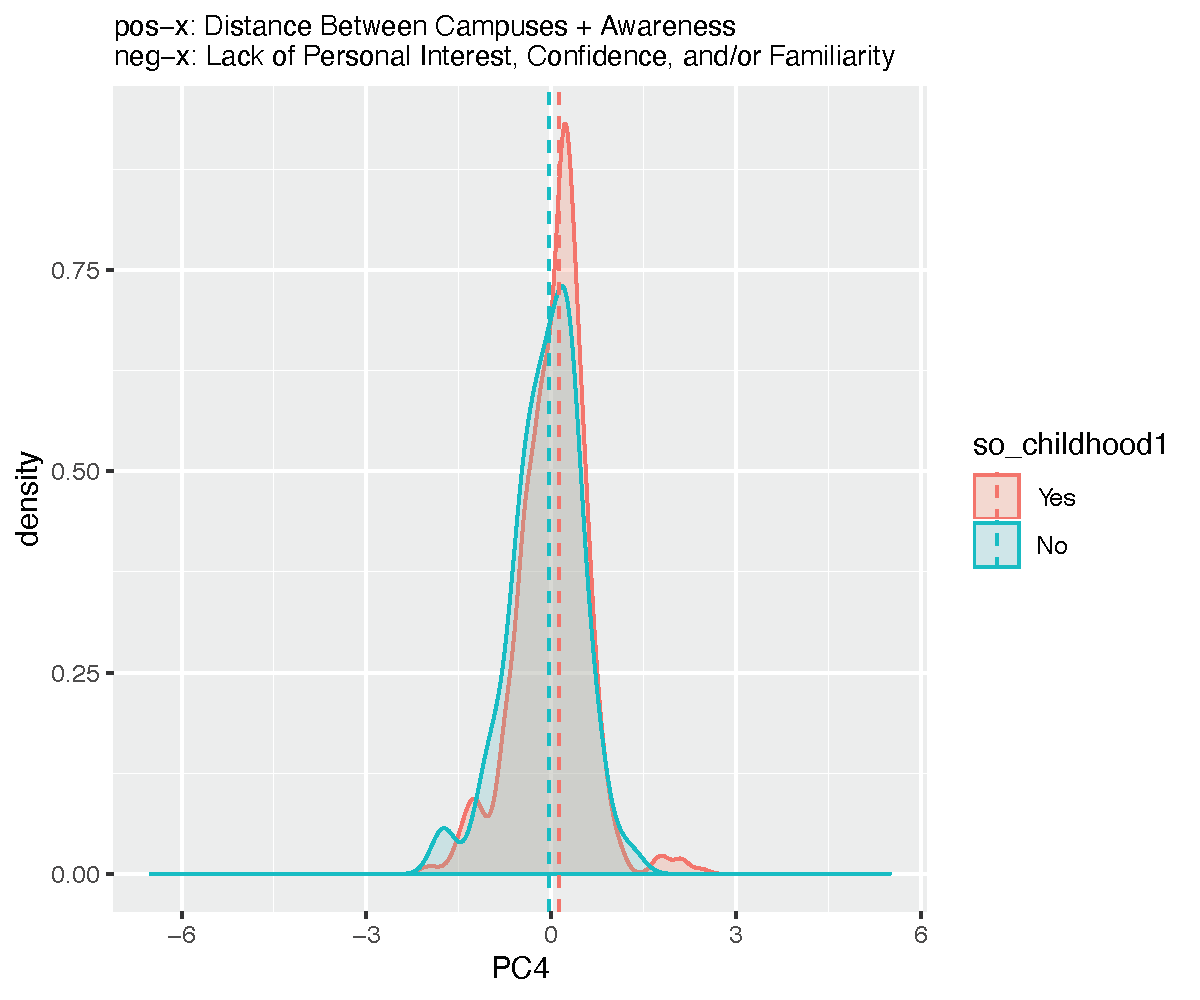 pos−x: Distance Between Campuses + Awareness
neg−x: Lack of Personal Interest, Confidence, and/or Familiarity
density
0.75
0.50
0.25
0.00
−6
−3
0
3
6
PC4
so_childhood1
Yes
No